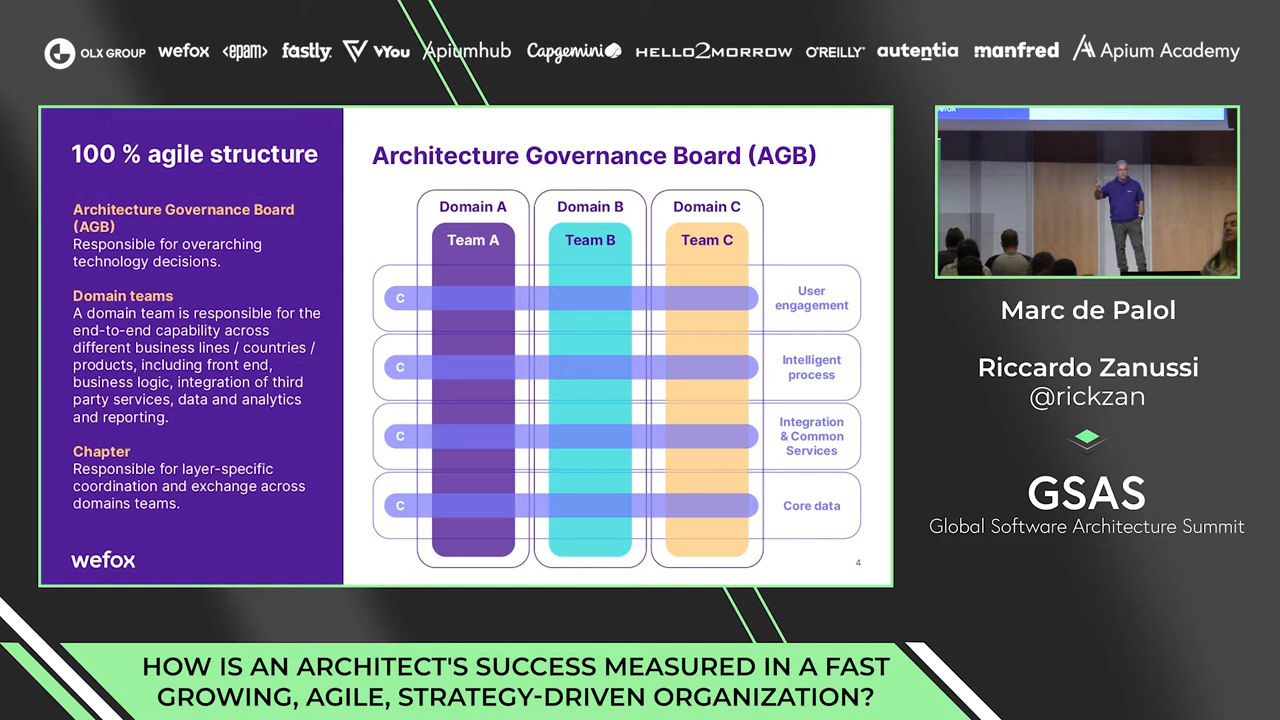 OLX GROUP wefox <epam> fastly. VYou Apiumhub Capgemini HELLO2MORROW O'REILLY® autentia manfred Apium Academy
100 % agile structure
Architecture Governance Board
(AGB)
Responsible for overarching
technology decisions.
Domain teams
A domain team is responsible for the
end-to-end capability across
different business lines / countries /
products, including front end,
business logic, integration of third
party services, data and analytics
and reporting.
Chapter
Responsible for layer-specific
coordination and exchange across
domains teams.
wefox
Architecture Governance Board (AGB)
Domain A Domain B Domain C
Team A Team B Team C
C User
engagement
C Intelligent
process
C Integration
& Common
Services
C Core data
4
Marc de Palol
Riccardo Zanussi
@rickzan
GSAS
Global Software Architecture Summit
HOW IS AN ARCHITECT'S SUCCESS MEASURED IN A FAST
GROWING, AGILE, STRATEGY-DRIVEN ORGANIZATION?